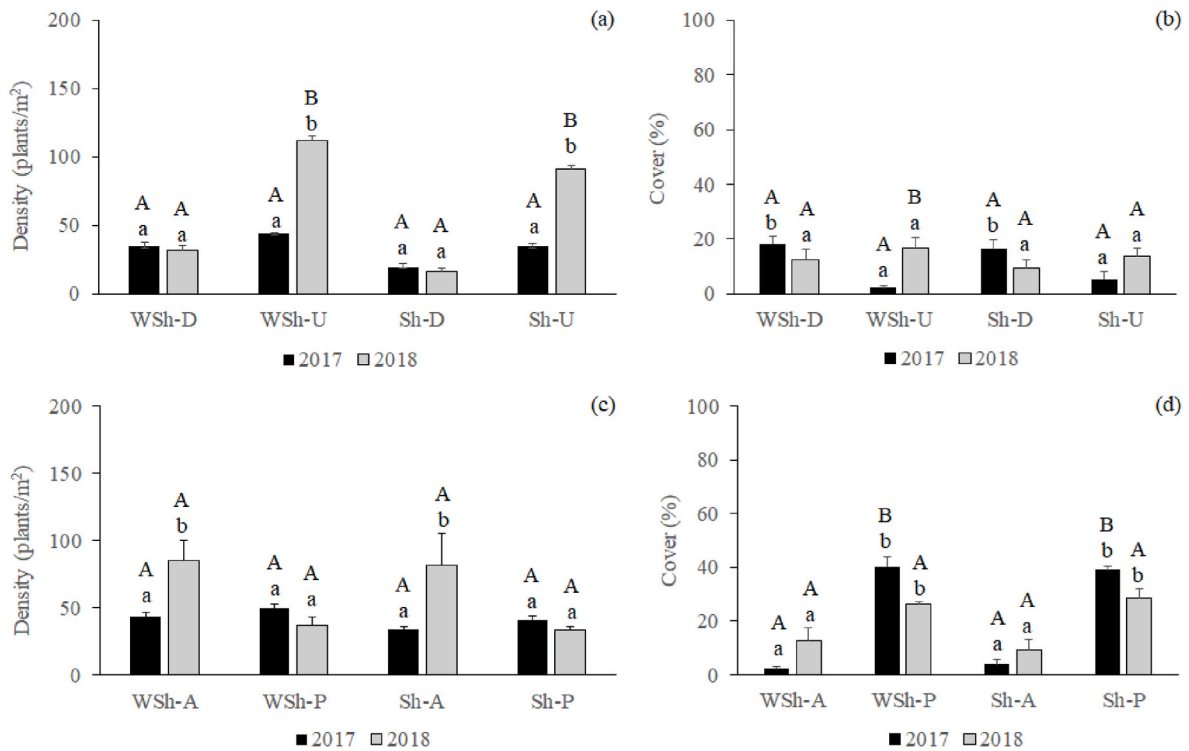 (a)
Density (plants/m²)
200
150
100
50
0
A A A B A A A B
a a a b a a a b
WSh-D WSh-U Sh-D Sh-U
2017 2018
(b)
Cover (%)
100
80
60
40
20
0
A A A B A A A A
b a a a b a a a
WSh-D WSh-U Sh-D Sh-U
2017 2018
(c)
Density (plants/m²)
200
150
100
50
0
A A A A A A A A
a b a a a b a a
WSh-A WSh-P Sh-A Sh-P
2017 2018
(d)
Cover (%)
100
80
60
40
20
0
A A B A A A B A
a a b b a a b b
WSh-A WSh-P Sh-A Sh-P
2017 2018